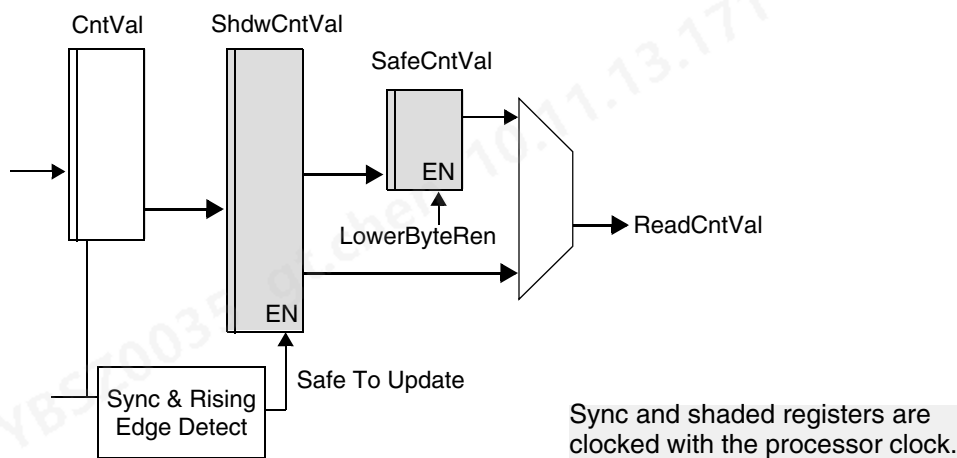 CntVal
ShdwCntVal
SafeCntVal
EN
LowerByteRen
ReadCntVal
EN
Safe To Update
Sync & Rising
Edge Detect
Sync and shaded registers are
clocked with the processor clock.